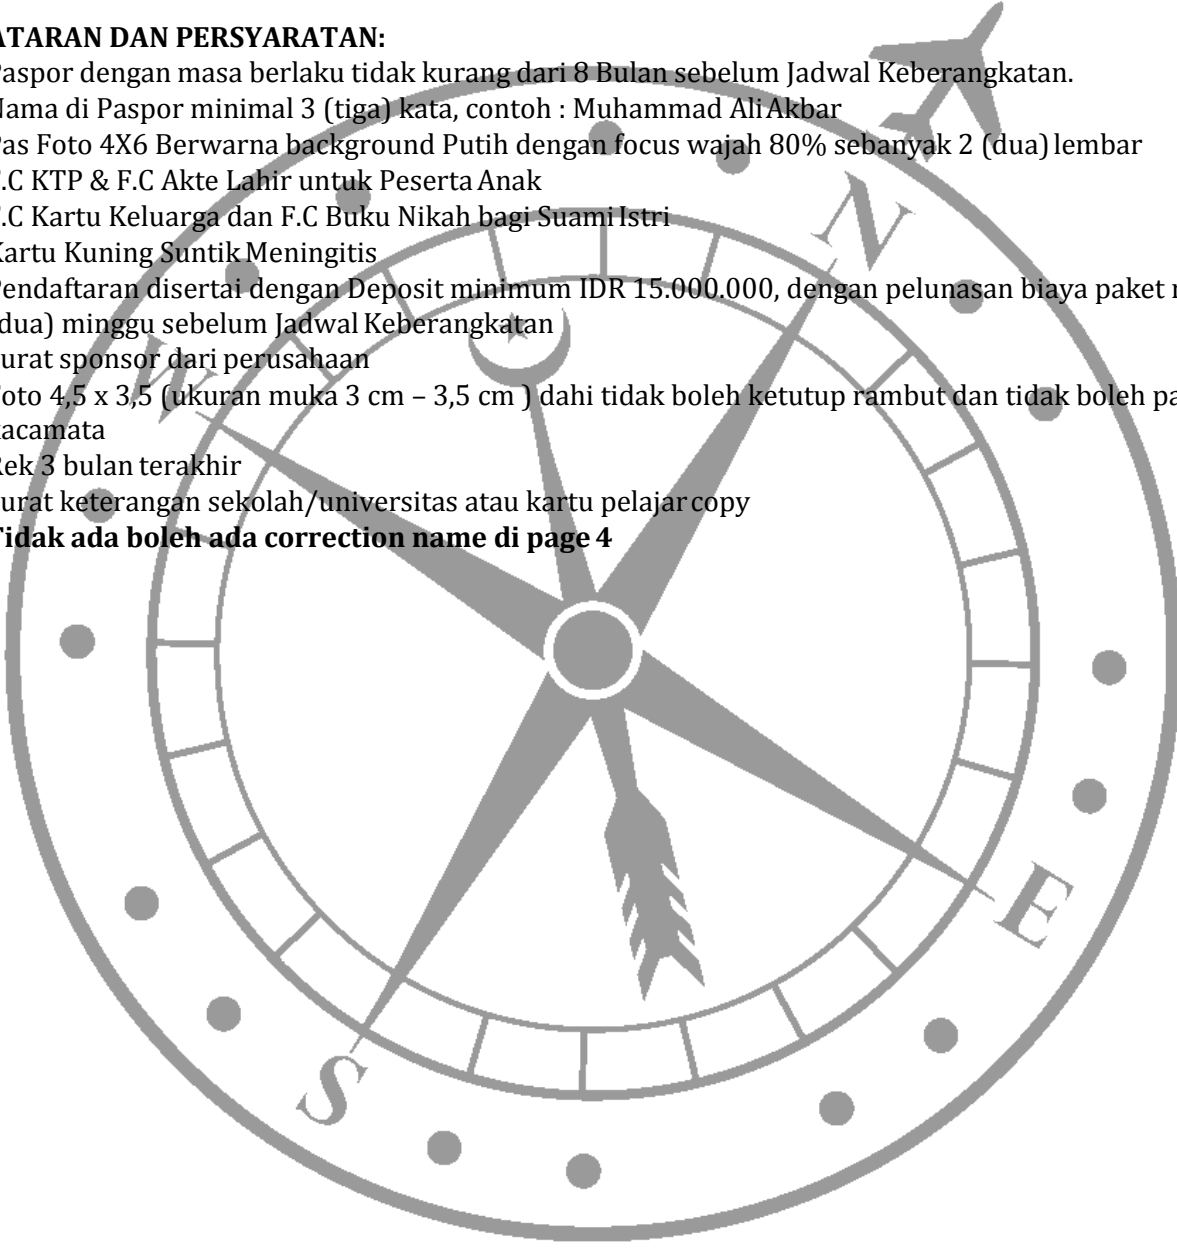 ATARAN DAN PERSYARATAN:
Paspor dengan masa berlaku tidak kurang dari 8 Bulan sebelum Jadwal Keberangkatan.
Nama di Paspor minimal 3 (tiga) kata, contoh : Muhammad Ali Akbar
Pas Foto 4X6 Berwarna background Putih dengan focus wajah 80% sebanyak 2 (dua) lembar
F.C KTP & F.C Akte Lahir untuk Peserta Anak
F.C Kartu Keluarga dan F.C Buku Nikah bagi Suami Istri
Kartu Kuning Suntik Meningitis
Pendaftaran disertai dengan Deposit minimum IDR 15.000.000, dengan pelunasan biaya paket
(dua) minggu sebelum Jadwal Keberangkatan
urat sponsor dari perusahaan
Foto 4,5 x 3,5 (ukuran muka 3 cm – 3,5 cm ) dahi tidak boleh ketutup rambut dan tidak boleh pa
kacamata
Rek 3 bulan terakhir
urat keterangan sekolah/universitas atau kartu pelajar copy
Tidak ada boleh ada correction name di page 4
N
W
E
S